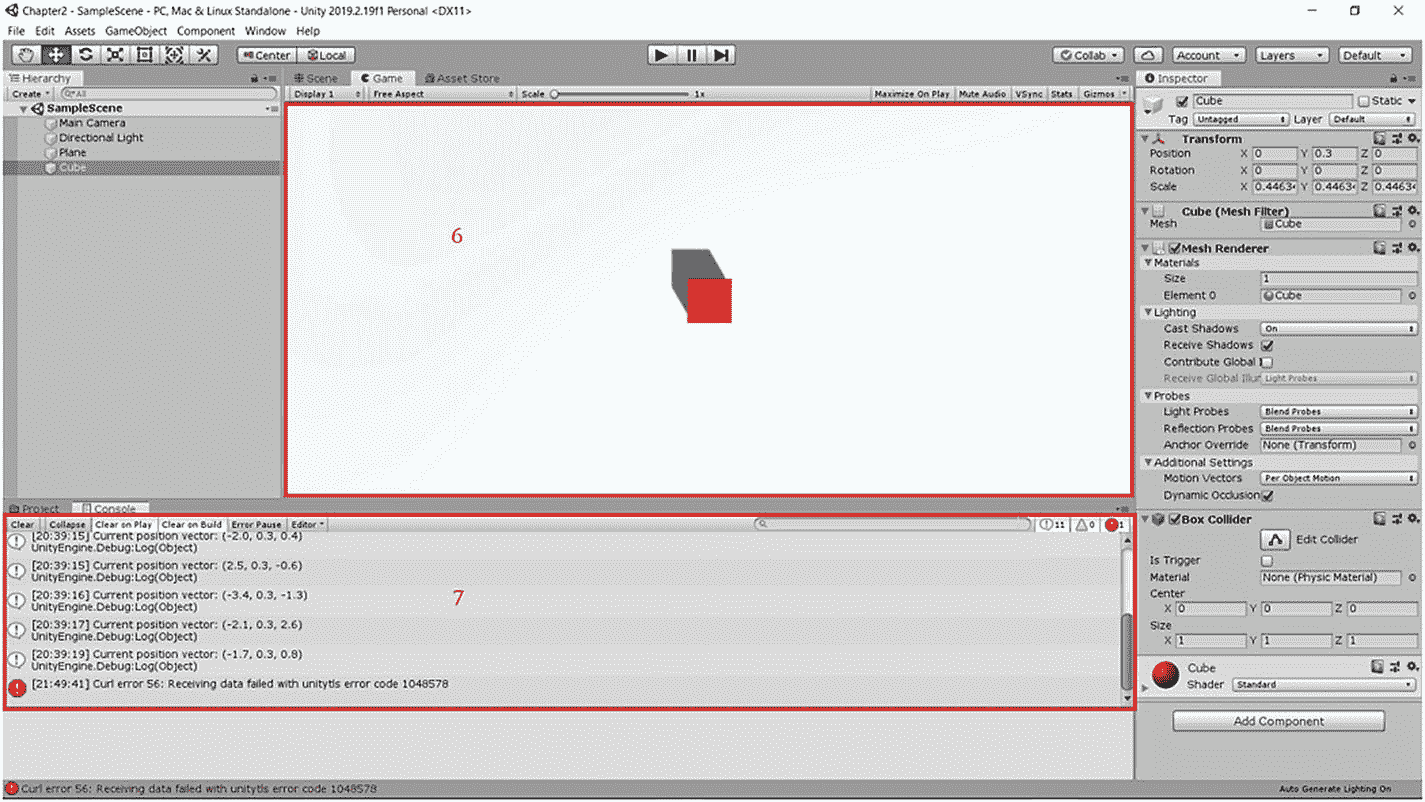 Chapter2 - SampleScene - PC, Mac & Linux Standalone - Unity 2019.2.19f1 Personal <DX11>
File Edit Assets GameObject Component Window Help
Center Local Collab Account Layers Default
Hierarchy
Create All
SampleScene
Main Camera
Directional Light
Plane
Cube
Scene Game Asset Store
Display 1 Free Aspect Scale 1x Maximize On Play Mute Audio VSync Stats Gizmos
6
Project Console
Clear Collapse Clear on Play Clear on Build Error Pause Editor 11 0 1
[20:39:15] Current position vector: (-2.0, 0.3, 0.4)
UnityEngine.Debug:Log(Object)
[20:39:15] Current position vector: (2.5, 0.3, -0.6)
UnityEngine.Debug:Log(Object)
[20:39:16] Current position vector: (-3.4, 0.3, -1.3)
UnityEngine.Debug:Log(Object)
[20:39:17] Current position vector: (-2.1, 0.3, 2.6)
UnityEngine.Debug:Log(Object)
[20:39:19] Current position vector: (-1.7, 0.3, 0.8)
UnityEngine.Debug:Log(Object)
[21:49:41] Curl error 56: Receiving data failed with unitytls error code 1048578
7
Inspector
Cube Static
Tag Untagged Layer Default
Transform
Position X 0 Y 0.3 Z 0
Rotation X 0 Y 0 Z 0
Scale X 0.4463 Y 0.4463 Z 0.4463
Cube (Mesh Filter)
Mesh Cube
Mesh Renderer
Materials
Size 1
Element 0 Cube
Lighting
Cast Shadows On
Receive Shadows
Contribute Global
Receive Global Illur Light Probes
Probes
Light Probes Blend Probes
Reflection Probes Blend Probes
Anchor Override None (Transform)
Additional Settings
Motion Vectors Per Object Motion
Dynamic Occlusion
Box Collider
Edit Collider
Is Trigger
Material None (Physic Material)
Center
X 0 Y 0 Z 0
Size
X 1 Y 1 Z 1
Cube
Shader Standard
Add Component
Curl error 56: Receiving data failed with unitytls error code 1048578
Auto Generate Lighting On